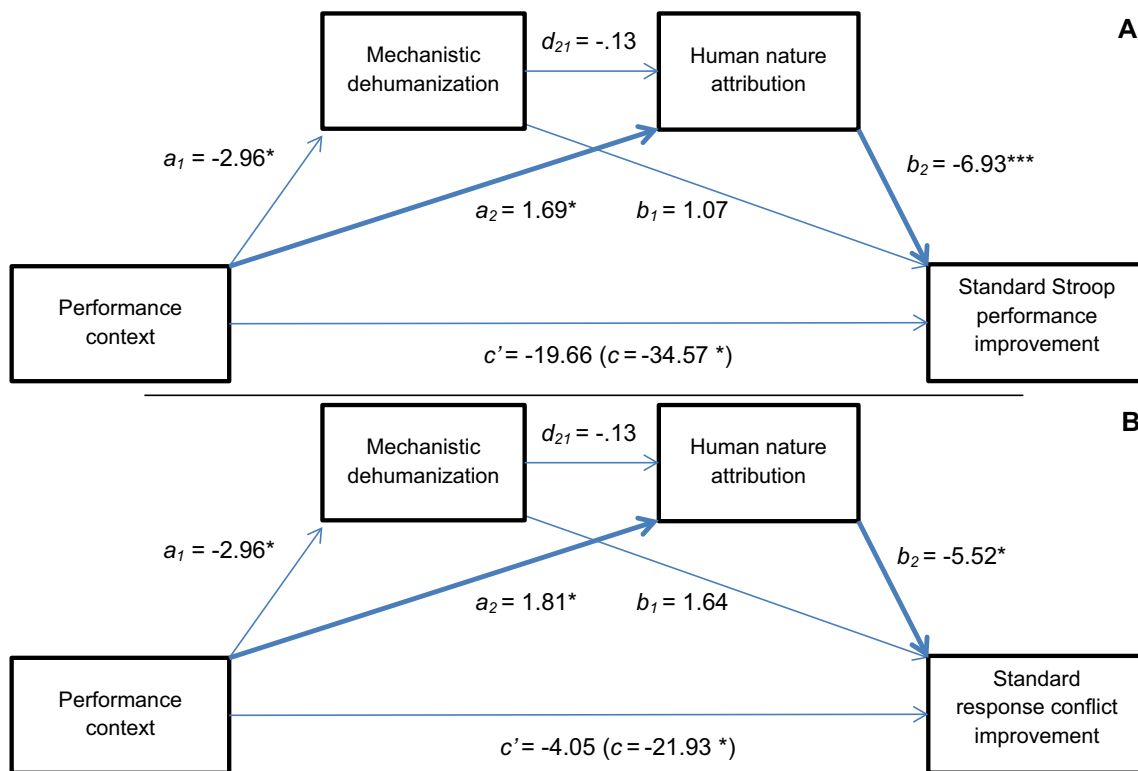 A
Mechanistic
dehumanization
d21 = -.13
Human nature
attribution
a1 = -2.96*
b2 = -6.93***
a2 = 1.69*
b1 = 1.07
Performance
context
Standard Stroop
performance
improvement
c’ = -19.66 (c = -34.57 *)
B
Mechanistic
dehumanization
d21 = -.13
Human nature
attribution
a1 = -2.96*
b2 = -5.52*
a2 = 1.81*
b1 = 1.64
Performance
context
Standard
response conflict
improvement
c’ = -4.05 (c = -21.93 *)